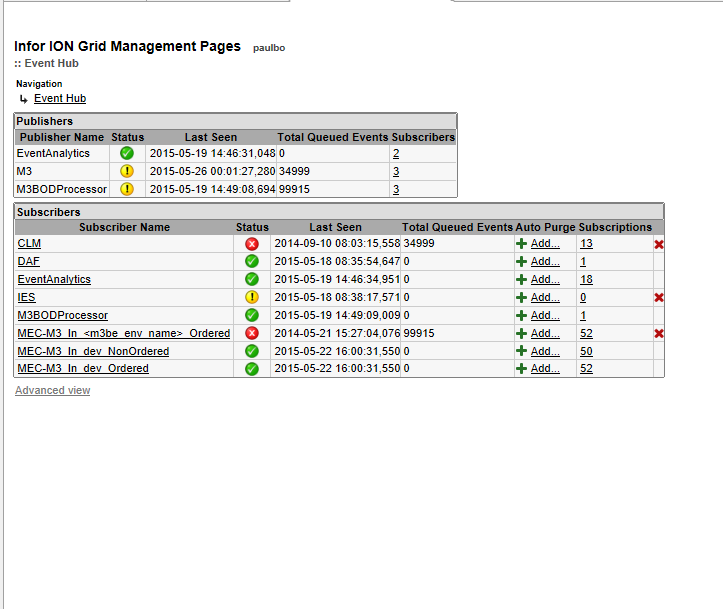 Infor ION Grid Management Pages paulbo
:: Event Hub
Navigation
Event Hub
Publishers
Publisher Name Status Last Seen Total Queued Events Subscribers
EventAnalytics 2015-05-19 14:46:31,048 0 2
M3 2015-05-26 00:01:27,280 34999 3
M3BODProcessor 2015-05-19 14:49:08,694 99915 3
Subscribers
Subscriber Name Status Last Seen Total Queued Events Auto Purge Subscriptions
CLM 2014-09-10 08:03:15,558 34999 Add... 13
DAF 2015-05-18 08:35:54,647 0 Add... 1
EventAnalytics 2015-05-19 14:46:34,951 0 Add... 18
IES 2015-05-18 08:38:17,571 0 Add... 0
M3BODProcessor 2015-05-19 14:49:09,009 0 Add... 1
MEC-M3_In_<m3be_env_name>_Ordered 2014-05-21 15:27:04,076 99915 Add... 52
MEC-M3_In_dev_NonOrdered 2015-05-22 16:00:31,550 0 Add... 50
MEC-M3_In_dev_Ordered 2015-05-22 16:00:31,550 0 Add... 52
Advanced view